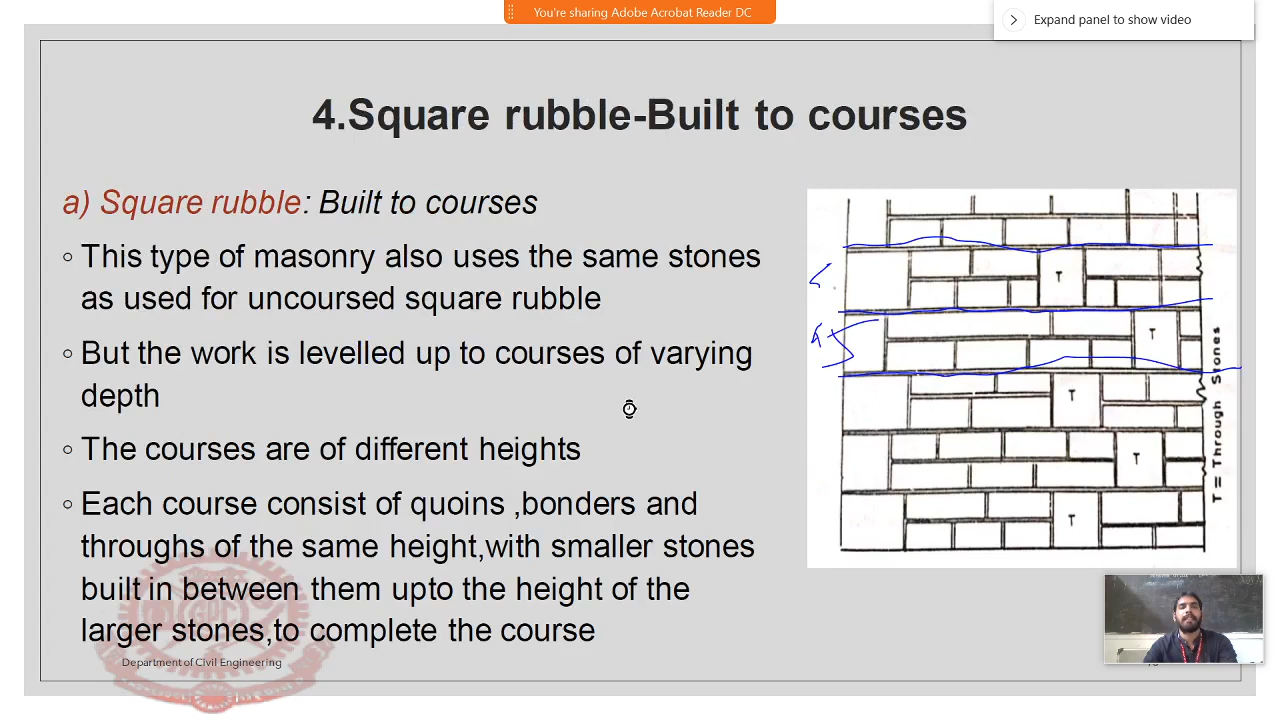 You're sharing Adobe Acrobat Reader DC
Expand panel to show video
4.Square rubble-Built to courses
a) Square rubble: Built to courses
◦ This type of masonry also uses the same stones
as used for uncoursed square rubble
◦ But the work is levelled up to courses of varying
depth
◦ The courses are of different heights
◦ Each course consist of quoins ,bonders and
throughs of the same height,with smaller stones
built in between them upto the height of the
larger stones,to complete the course
T
T
T
T
T
T = Through Stones
GPC
Department of Civil Engineering